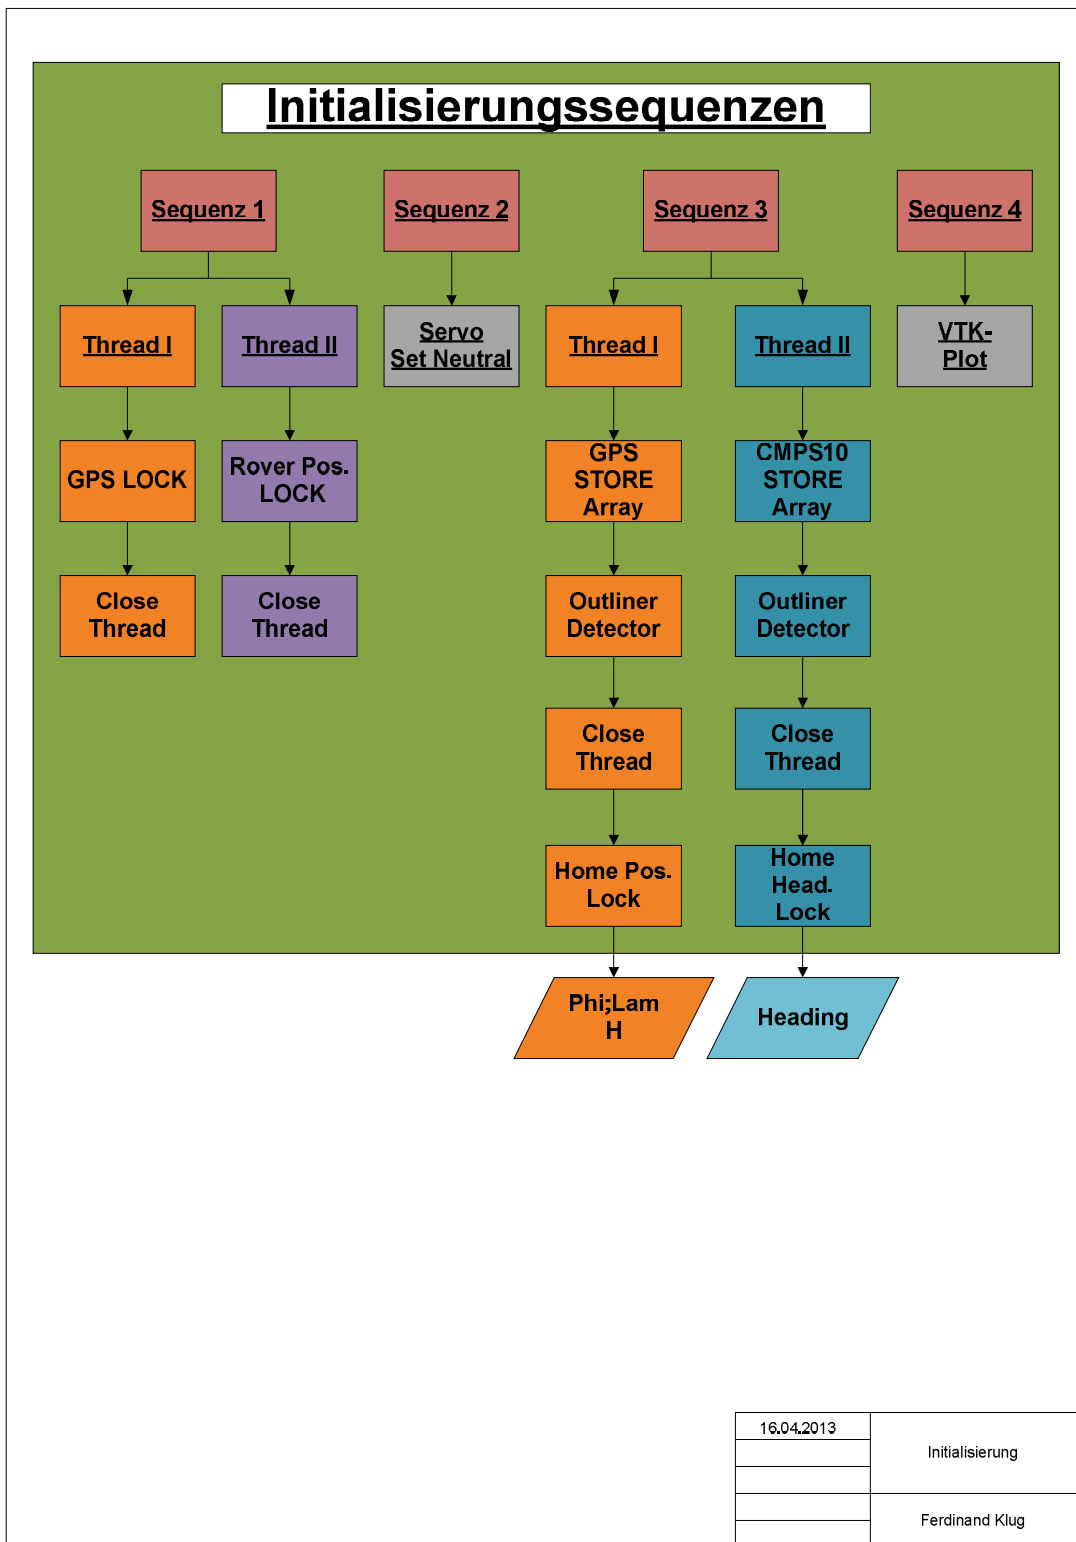 Initialisierungssequenzen
Sequenz 1
Sequenz 2
Sequenz 3
Sequenz 4
Thread I
Thread II
Servo
Set Neutral
Thread I
Thread II
VTK-
Plot
GPS LOCK
Rover Pos.
LOCK
GPS
STORE
Array
CMPS10
STORE
Array
Close
Thread
Close
Thread
Outliner
Detector
Outliner
Detector
Close
Thread
Close
Thread
Home Pos.
Lock
Home
Head.
Lock
Phi;Lam
H
Heading
16.04.2013
Initialisierung
Ferdinand Klug